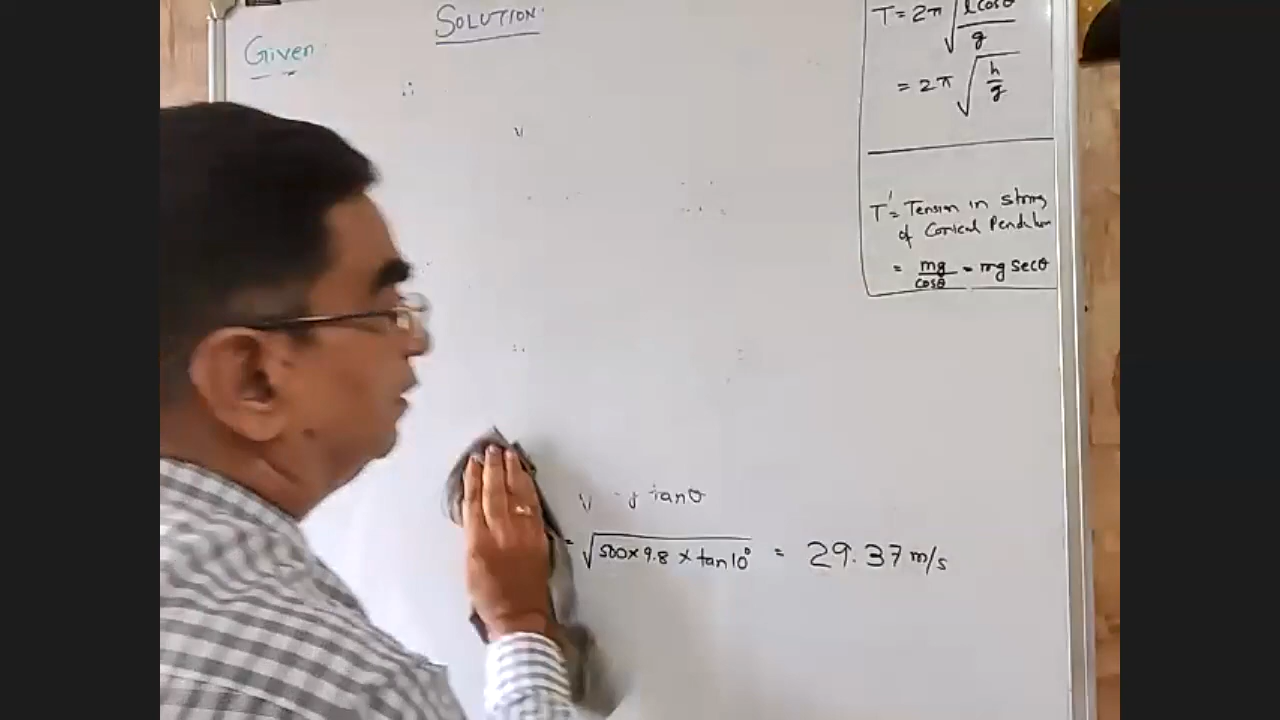 SOLUTION:
Given:
∴
v
tanθ
= √500×9.8×tan10° = 29.37 m/s
T = 2π √(l cosθ / g)
= 2π √(h / g)
T' = Tension in string
of Conical Pendulum
= mg / cosθ = mg secθ